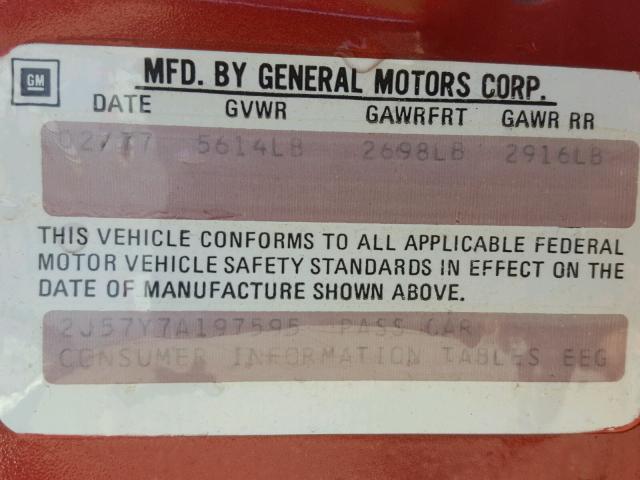 GM
MFD. BY GENERAL MOTORS CORP.
DATE GVWR GAWRFRT GAWR RR
02/77 5614LB 2698LB 2916LB
THIS VEHICLE CONFORMS TO ALL APPLICABLE FEDERAL
MOTOR VEHICLE SAFETY STANDARDS IN EFFECT ON THE
DATE OF MANUFACTURE SHOWN ABOVE.
2J57Y7A197595 PASS CAR
CONSUMER INFORMATION TABLES EEG